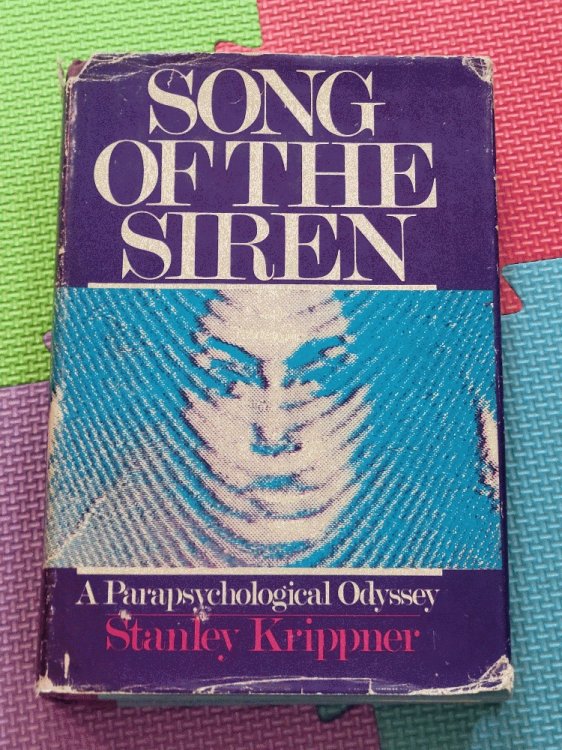 SONG
OF THE
SIREN
A Parapsychological Odyssey
Stanley Krippner